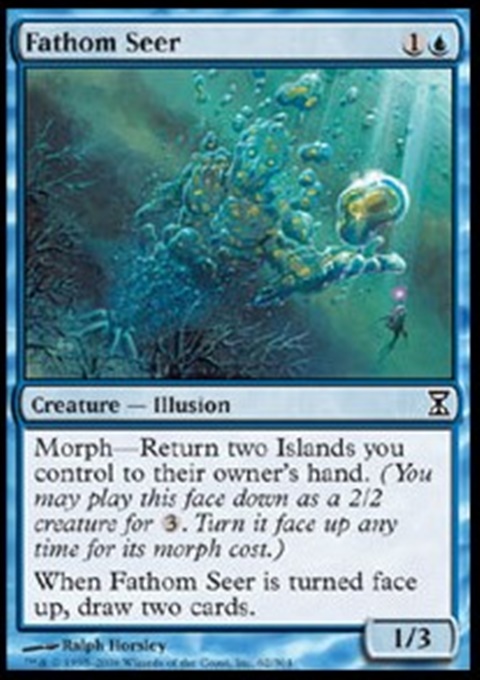 Fathom Seer 1
Creature — Illusion
Morph—Return two Islands you
control to their owner's hand. (You
may play this face down as a 2/2
creature for 3. Turn it face up any
time for its morph cost.)
When Fathom Seer is turned face
up, draw two cards.
Ralph Horsley
1/3
™ & © 1993-2006 Wizards of the Coast, Inc.